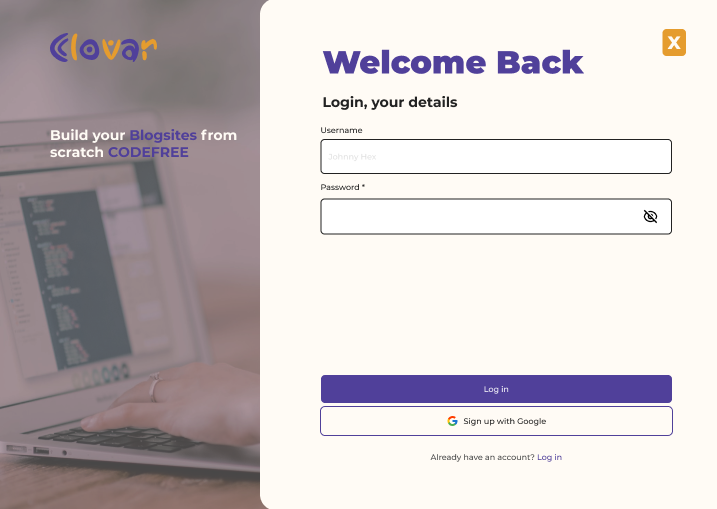 Clovar
Build your Blogsites from
scratch CODEFREE
X
Welcome Back
Login, your details
Username
Johnny Hex
Password *
Log in
G Sign up with Google
Already have an account? Log in